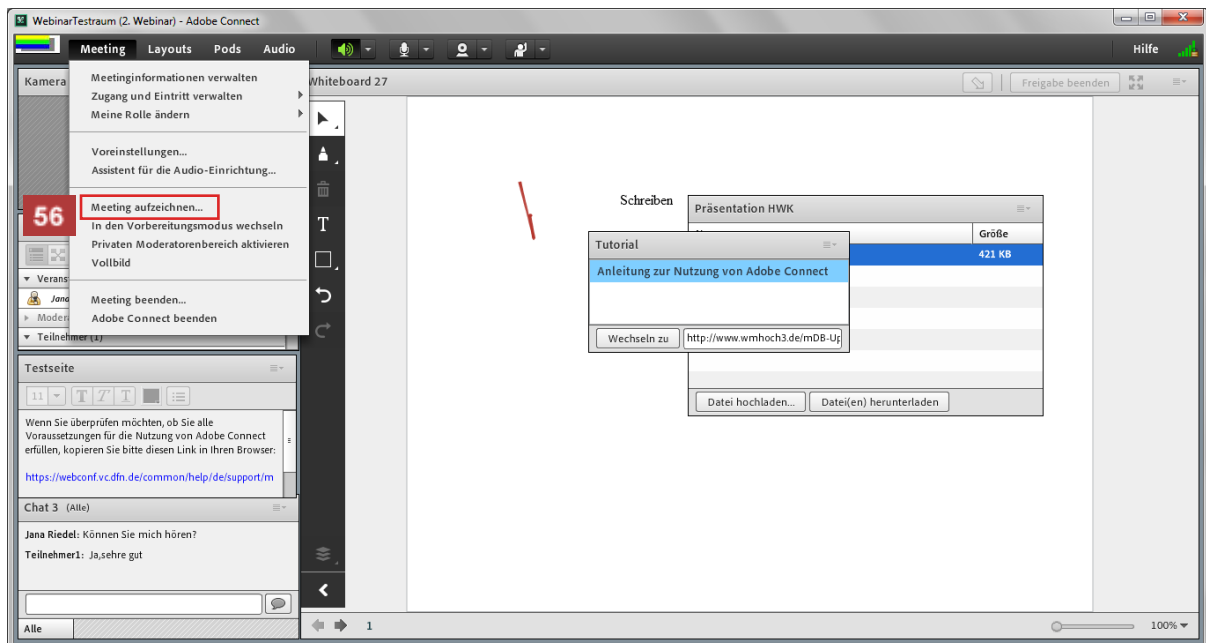 WebinarTestraum (2. Webinar) - Adobe Connect
Meeting Layouts Pods Audio Hilfe
Kamera
Meetinginformationen verwalten
Zugang und Eintritt verwalten
Meine Rolle ändern
Voreinstellungen...
Assistent für die Audio-Einrichtung...
56
Meeting aufzeichnen...
In den Vorbereitungsmodus wechseln
Privaten Moderatorenbereich aktivieren
Vollbild
Meeting beenden...
Adobe Connect beenden
Verans
Jana
Teilnehmer (1)
Whiteboard 27
Freigabe beenden
T
Schreiben
Präsentation HWK
Größe
421 KB
Tutorial
Anleitung zur Nutzung von Adobe Connect
Wechseln zu http://www.wmhoch3.de/mDB-Up
Datei hochladen... Datei(en) herunterladen
Testseite
11 T T T
Wenn Sie überprüfen möchten, ob Sie alle
Voraussetzungen für die Nutzung von Adobe Connect
erfüllen, kopieren Sie bitte diesen Link in Ihren Browser:
https://webconf.vc.dfn.de/common/help/de/support/m
Chat 3 (Alle)
Jana Riedel: Können Sie mich hören?
Teilnehmer1: Ja,sehre gut
Alle
1
100%